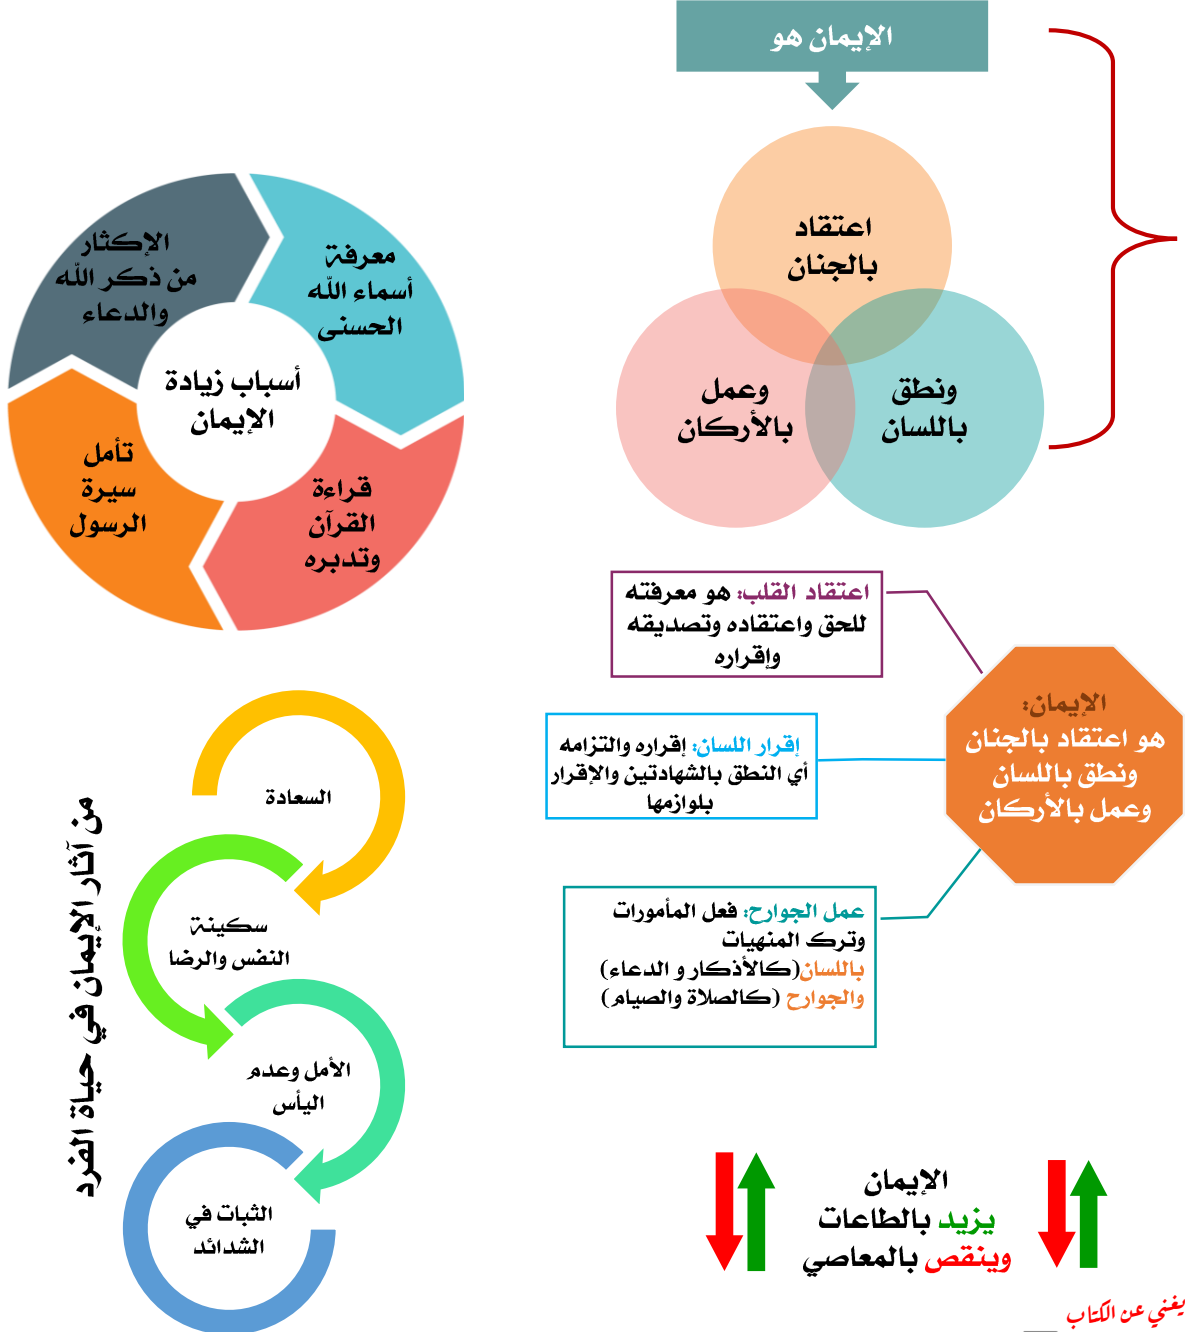 الإيمان هو
اعتقاد
بالجنان
ونطق
باللسان
وعمل
بالأركان
معرفة
أسماء الله
الحسنى
قراءة
القرآن
وتدبره
تأمل
سيرة
الرسول
الإكثار
من ذكر الله
والدعاء
أسباب زيادة
الإيمان
الإيمان:
هو اعتقاد بالجنان
ونطق باللسان
وعمل بالأركان
اعتقاد القلب: هو معرفته
للحق واعتقاده وتصديقه
وإقراره
إقرار اللسان: إقراره والتزامه
أي النطق بالشهادتين والإقرار
بلوازمها
عمل الجوارح: فعل المأمورات
وترك المنهيات
باللسان(كالأذكار و الدعاء)
والجوارح (كالصلاة والصيام)
من آثار الإيمان في حياة الفرد
السعادة
سكينة
النفس والرضا
الأمل وعدم
اليأس
الثبات في
الشدائد
الإيمان
يزيد بالطاعات
وينقص بالمعاصي
يغني عن الكتاب